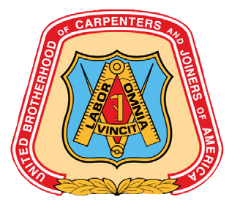 UNITED BROTHERHOOD OF CARPENTERS AND JOINERS OF AMERICA
LABOR OMNIA
VINCIT